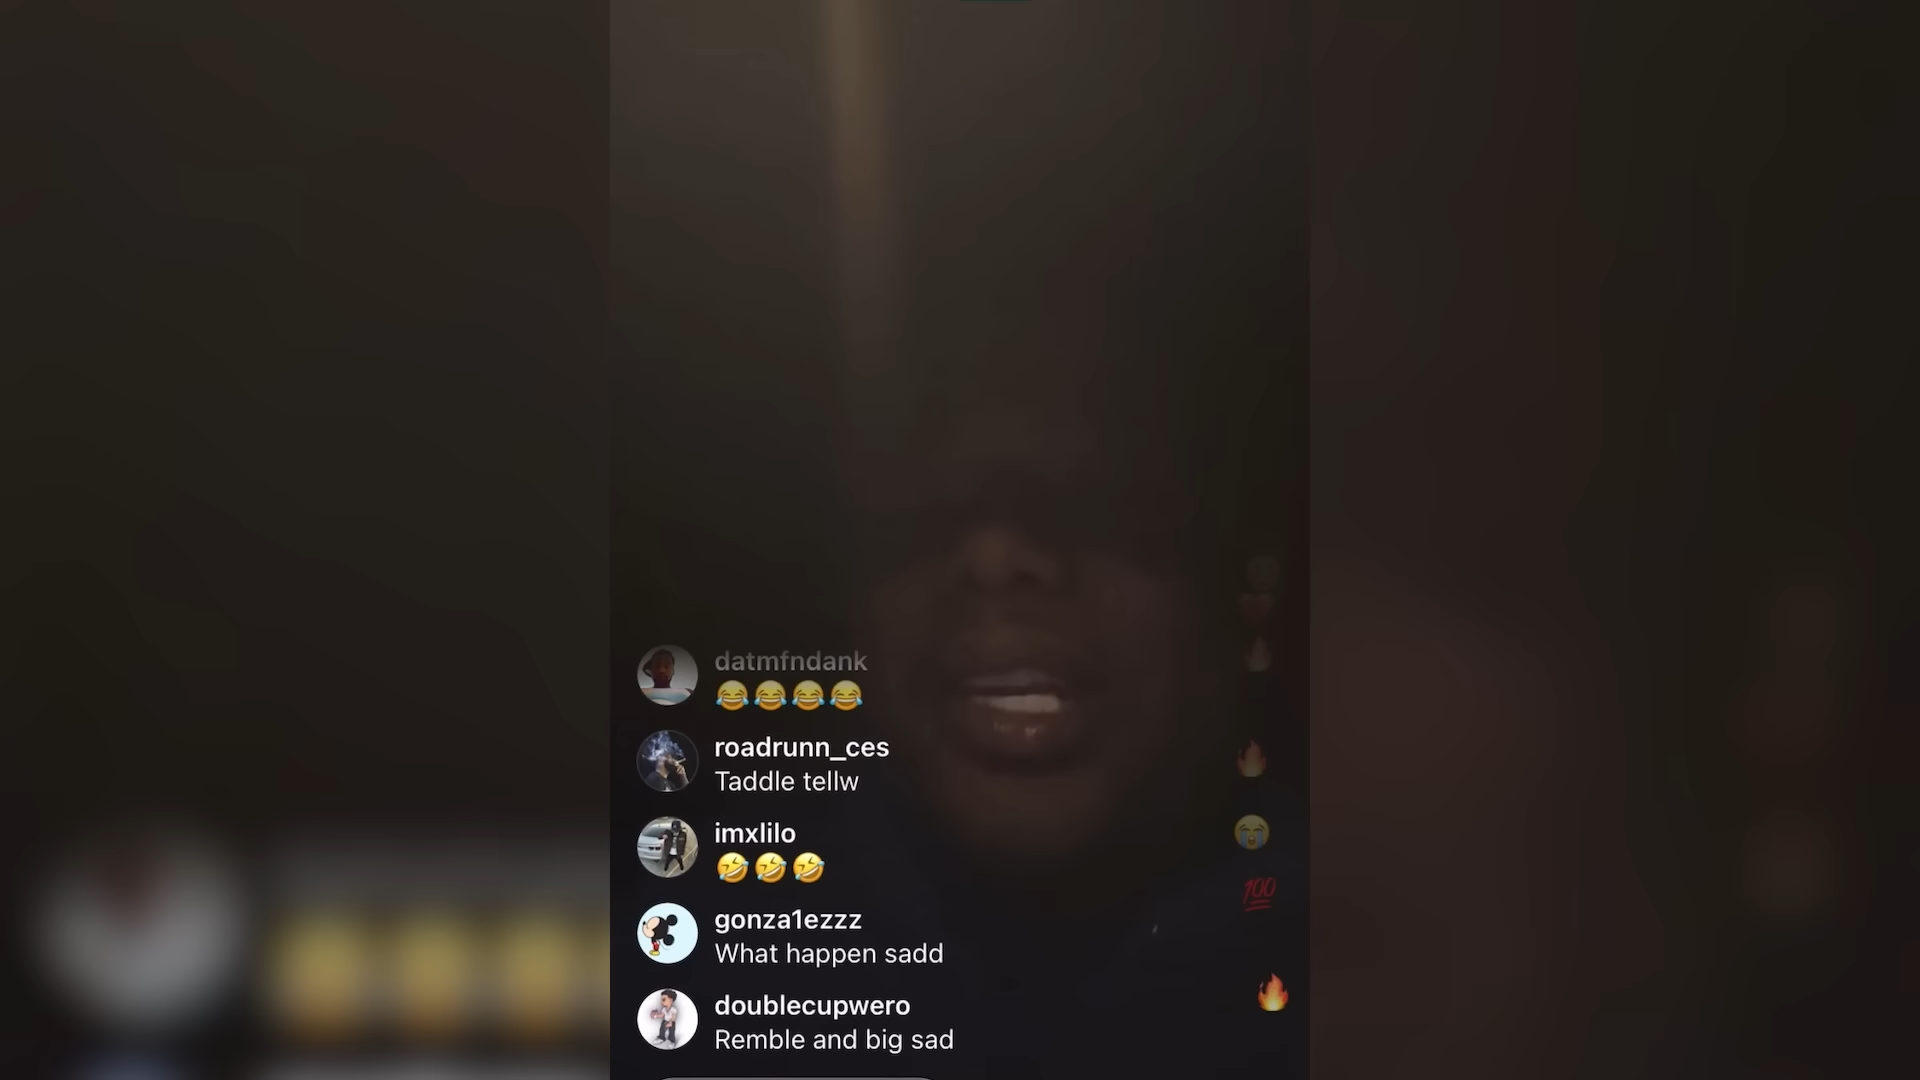 datmfndank
😂😂😂😂
roadrunn_ces
Taddle tellw
imxlilo
🤣🤣🤣
gonza1ezzz
What happen sadd
doublecupwero
Remble and big sad
💯